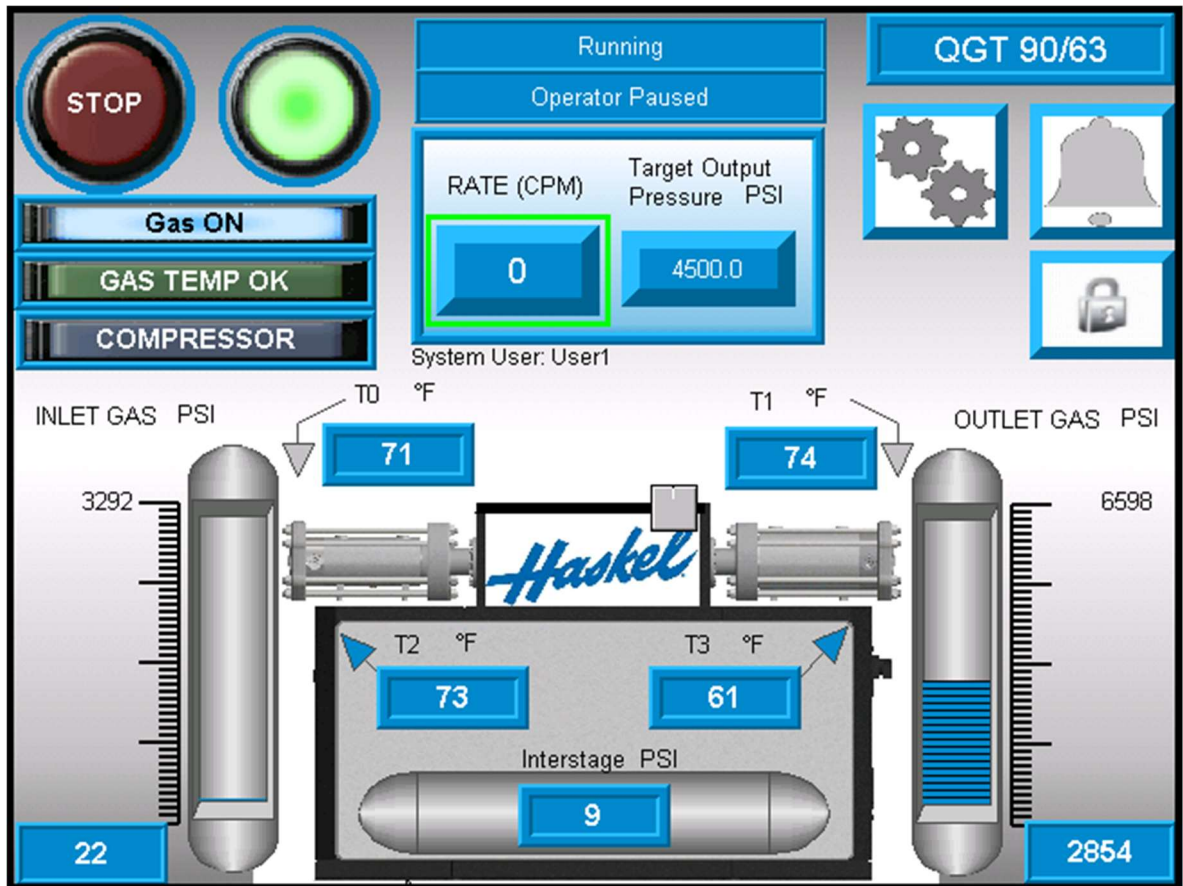 STOP
Running
Operator Paused
QGT 90/63
RATE (CPM)
0
Target Output
Pressure PSI
4500.0
Gas ON
GAS TEMP OK
COMPRESSOR
System User: User1
INLET GAS PSI
T0 °F
71
T1 °F
74
OUTLET GAS PSI
3292
6598
Haskel
T2 °F
73
T3 °F
61
Interstage PSI
9
22
2854